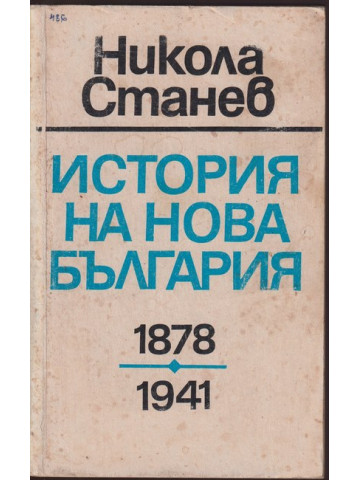 Никола
Станев
ИСТОРИЯ
НА НОВА
БЪЛГАРИЯ
1878
1941